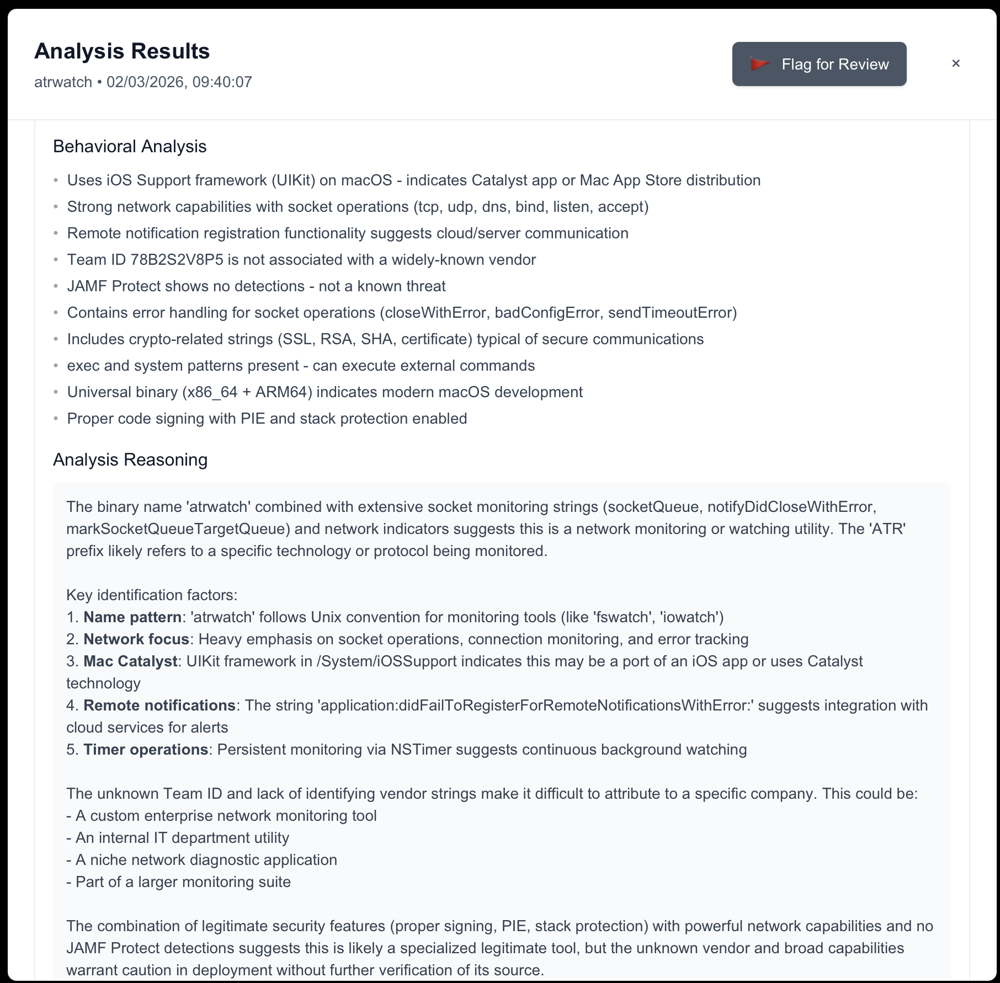 Analysis Results
Flag for Review
×
atrwatch • 02/03/2026, 09:40:07
Behavioral Analysis
• Uses iOS Support framework (UIKit) on macOS - indicates Catalyst app or Mac App Store distribution
• Strong network capabilities with socket operations (tcp, udp, dns, bind, listen, accept)
• Remote notification registration functionality suggests cloud/server communication
• Team ID 78B2S2V8P5 is not associated with a widely-known vendor
• JAMF Protect shows no detections - not a known threat
• Contains error handling for socket operations (closeWithError, badConfigError, sendTimeoutError)
• Includes crypto-related strings (SSL, RSA, SHA, certificate) typical of secure communications
• exec and system patterns present - can execute external commands
• Universal binary (x86_64 + ARM64) indicates modern macOS development
• Proper code signing with PIE and stack protection enabled
Analysis Reasoning
The binary name 'atrwatch' combined with extensive socket monitoring strings (socketQueue, notifyDidCloseWithError,
markSocketQueueTargetQueue) and network indicators suggests this is a network monitoring or watching utility. The 'ATR'
prefix likely refers to a specific technology or protocol being monitored.
Key identification factors:
1. Name pattern: 'atrwatch' follows Unix convention for monitoring tools (like 'fswatch', 'iowatch')
2. Network focus: Heavy emphasis on socket operations, connection monitoring, and error tracking
3. Mac Catalyst: UIKit framework in /System/iOSSupport indicates this may be a port of an iOS app or uses Catalyst
technology
4. Remote notifications: The string 'application:didFailToRegisterForRemoteNotificationsWithError:' suggests integration with
cloud services for alerts
5. Timer operations: Persistent monitoring via NSTimer suggests continuous background watching
The unknown Team ID and lack of identifying vendor strings make it difficult to attribute to a specific company. This could be:
- A custom enterprise network monitoring tool
- An internal IT department utility
- A niche network diagnostic application
- Part of a larger monitoring suite
The combination of legitimate security features (proper signing, PIE, stack protection) with powerful network capabilities and no
JAMF Protect detections suggests this is likely a specialized legitimate tool, but the unknown vendor and broad capabilities
warrant caution in deployment without further verification of its source.